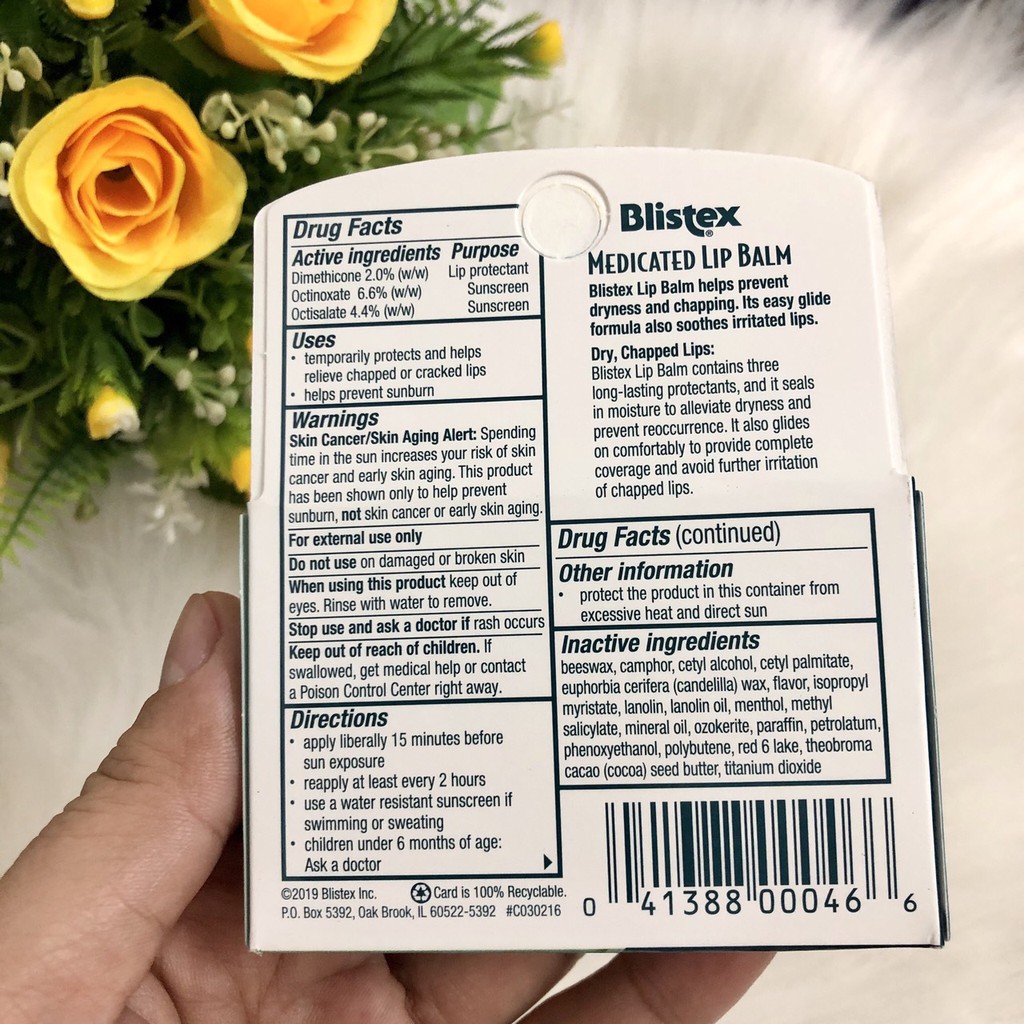 Drug Facts
Active ingredients Purpose
Dimethicone 2.0% (w/w) Lip protectant
Octinoxate 6.6% (w/w) Sunscreen
Octisalate 4.4% (w/w) Sunscreen
Uses
• temporarily protects and helps
relieve chapped or cracked lips
• helps prevent sunburn
Warnings
Skin Cancer/Skin Aging Alert: Spending
time in the sun increases your risk of skin
cancer and early skin aging. This product
has been shown only to help prevent
sunburn, not skin cancer or early skin aging.
For external use only
Do not use on damaged or broken skin
When using this product keep out of
eyes. Rinse with water to remove.
Stop use and ask a doctor if rash occurs
Keep out of reach of children. If
swallowed, get medical help or contact
a Poison Control Center right away.
Directions
• apply liberally 15 minutes before
sun exposure
• reapply at least every 2 hours
• use a water resistant sunscreen if
swimming or sweating
• children under 6 months of age:
Ask a doctor
©2019 Blistex Inc. Card is 100% Recyclable.
P.O. Box 5392, Oak Brook, IL 60522-5392 #C030216
Blistex®
MEDICATED LIP BALM
Blistex Lip Balm helps prevent
dryness and chapping. Its easy glide
formula also soothes irritated lips.
Dry, Chapped Lips:
Blistex Lip Balm contains three
long-lasting protectants, and it seals
in moisture to alleviate dryness and
prevent reoccurrence. It also glides
on comfortably to provide complete
coverage and avoid further irritation
of chapped lips.
Drug Facts (continued)
Other information
• protect the product in this container from
excessive heat and direct sun
Inactive ingredients
beeswax, camphor, cetyl alcohol, cetyl palmitate,
euphorbia cerifera (candelilla) wax, flavor, isopropyl
myristate, lanolin, lanolin oil, menthol, methyl
salicylate, mineral oil, ozokerite, paraffin, petrolatum,
phenoxyethanol, polybutene, red 6 lake, theobroma
cacao (cocoa) seed butter, titanium dioxide
0 41388 00046 6